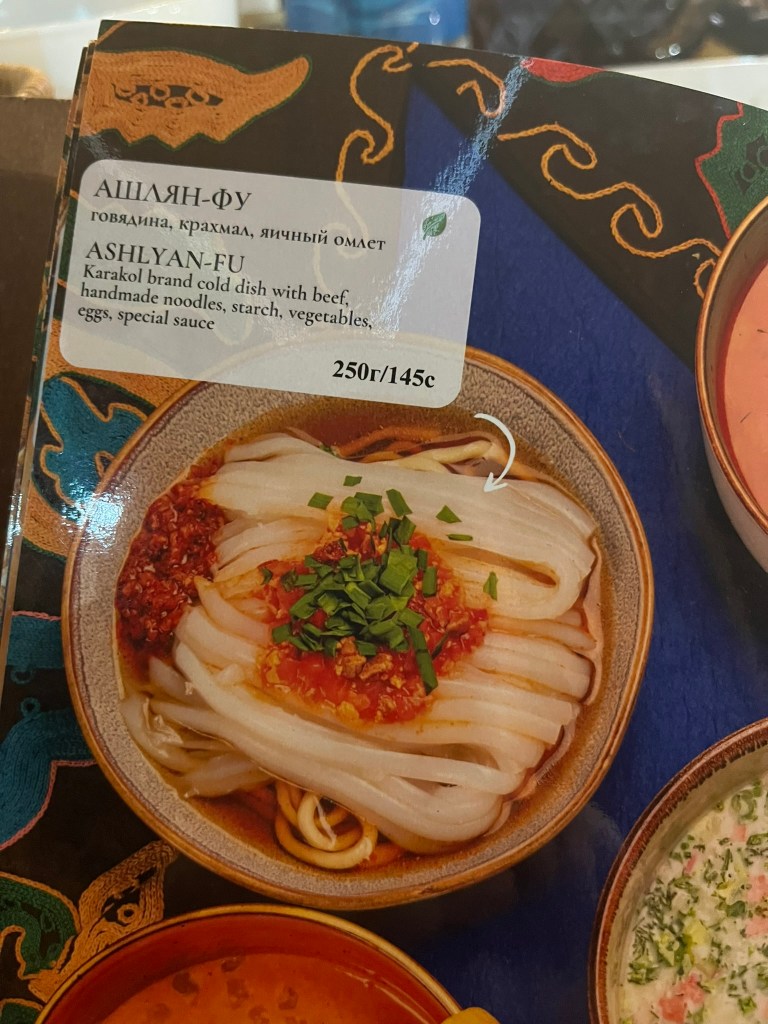 АШЛЯН-ФУ
говядина, крахмал, яичный омлет
ASHLYAN-FU
Karakol brand cold dish with beef,
handmade noodles, starch, vegetables,
eggs, special sauce
250г/145с